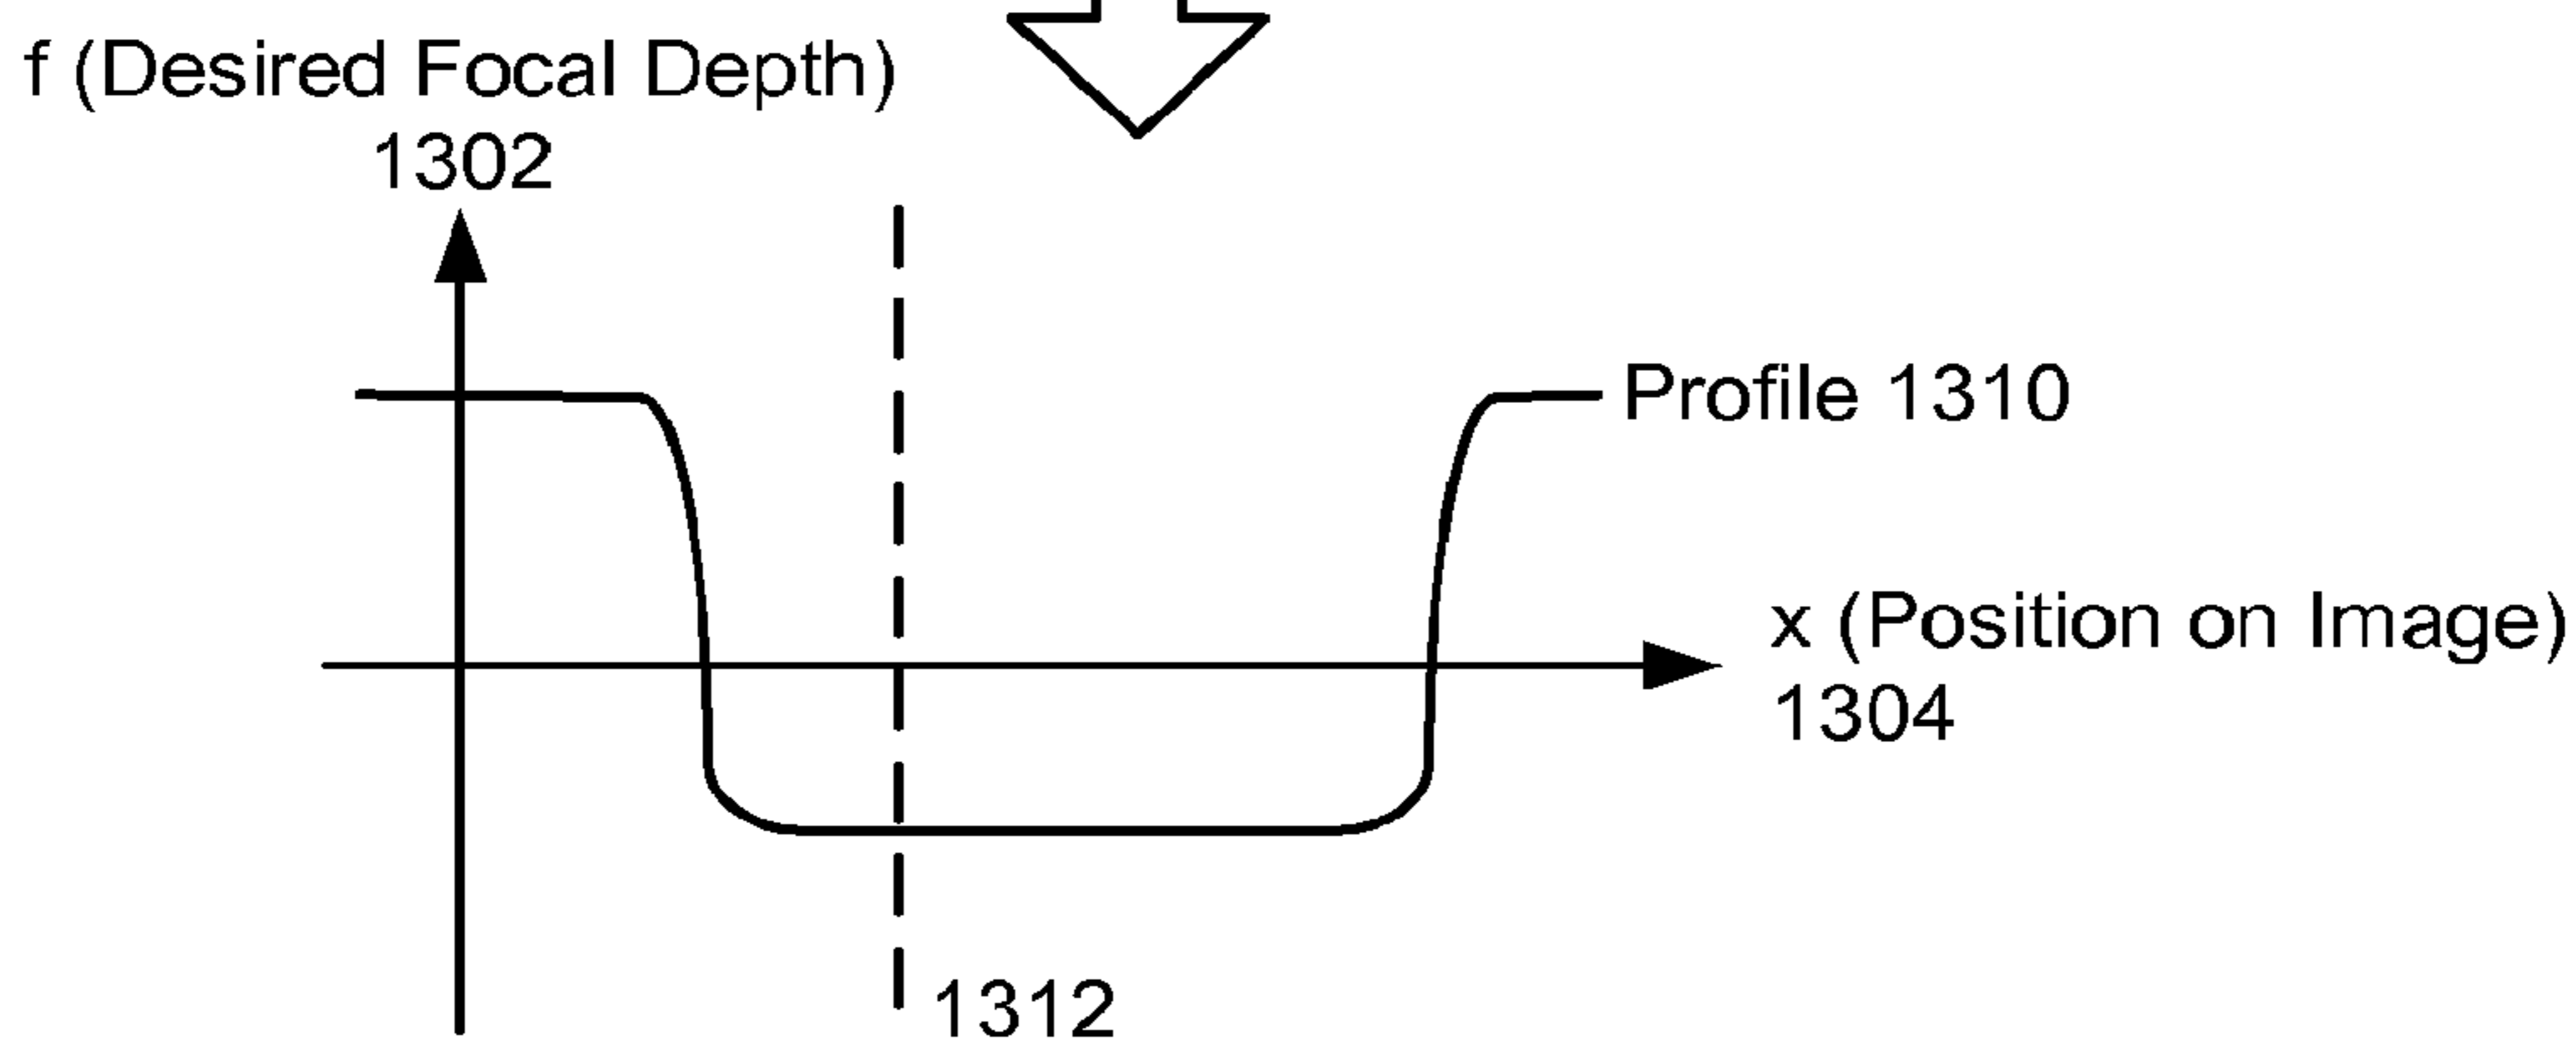 f (Desired Focal Depth)
1302
Profile 1310
x (Position on Image)
1304
1312